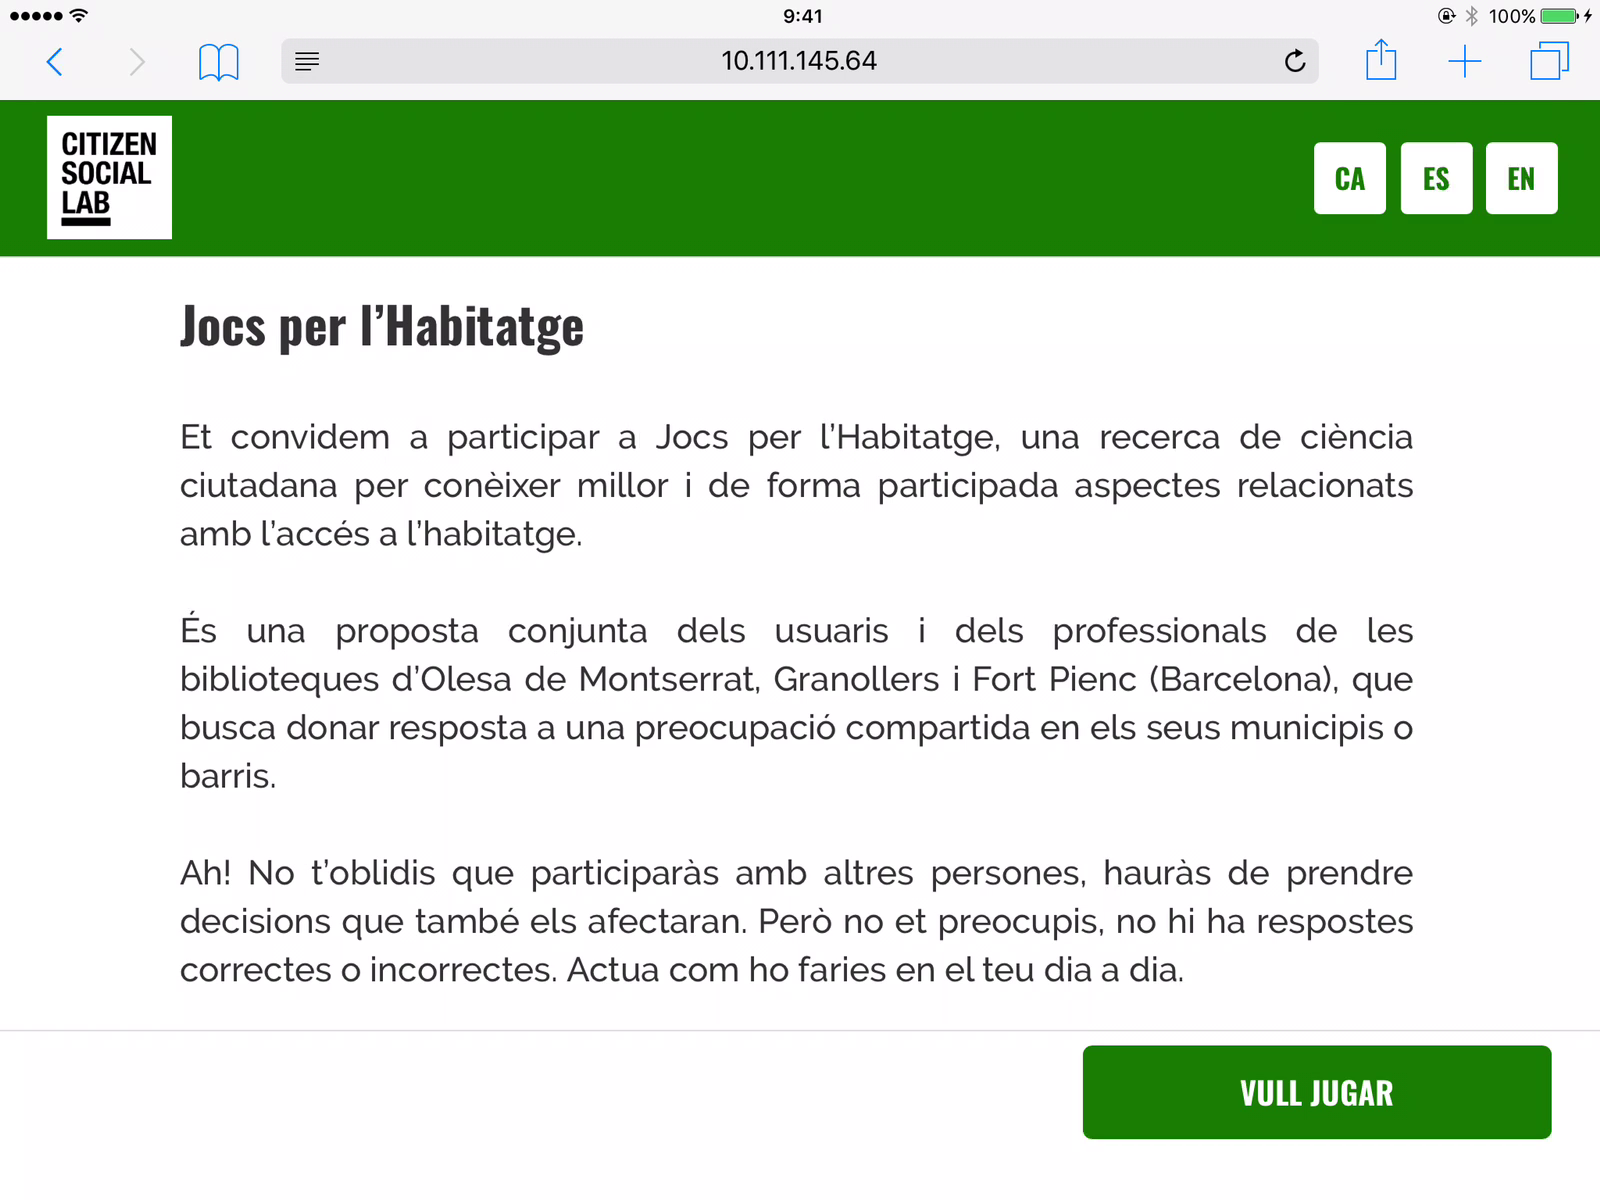 9:41
100%
10.111.145.64
CITIZEN
SOCIAL
LAB
CA
ES
EN
Jocs per l’Habitatge
Et convidem a participar a Jocs per l’Habitatge, una recerca de ciència
ciutadana per conèixer millor i de forma participada aspectes relacionats
amb l’accés a l’habitatge.
És una proposta conjunta dels usuaris i dels professionals de les
biblioteques d’Olesa de Montserrat, Granollers i Fort Pienc (Barcelona), que
busca donar resposta a una preocupació compartida en els seus municipis o
barris.
Ah! No t’oblidis que participaràs amb altres persones, hauràs de prendre
decisions que també els afectaran. Però no et preocupis, no hi ha respostes
correctes o incorrectes. Actua com ho faries en el teu dia a dia.
VULL JUGAR